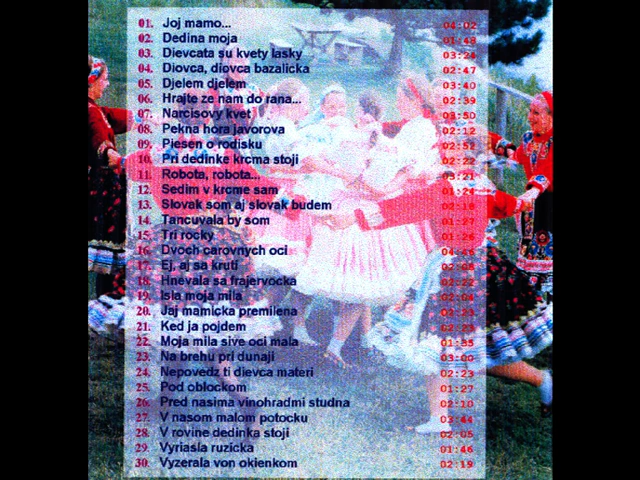 01. Joj mamo... 04:02
02. Dedina moja 01:48
03. Dievcata su kvety lasky 03:24
04. Diovca, diovca bazalicka 02:47
05. Djelem djelem 03:40
06. Hrajte ze nam do rana... 02:39
07. Narcisovy kvet 03:50
08. Pekna hora javorova 02:12
09. Piesen o rodisku 02:52
10. Pri dedinke krcma stoji 02:22
11. Robota, robota... 03:21
12. Sedim v krcme sam 01:24
13. Slovak som aj slovak budem 02:18
14. Tancuvala by som 01:27
15. Tri rocky 01:26
16. Dvoch carovnych oci 04:46
17. Ej, aj sa kruti 02:08
18. Hnevala sa frajervocka 02:22
19. Isla moja mila 02:04
20. Jaj mamicka premilena 02:23
21. Ked ja pojdem 02:23
22. Moja mila sive oci mala 01:35
23. Na brehu pri dunaji 03:00
24. Nepovedz ti dievca materi 02:23
25. Pod oblockom 01:27
26. Pred nasima vinohradmi studna 02:10
27. V nasom malom potocku 03:44
28. V rovine dedinka stoji 02:05
29. Vyriasla ruzicka 01:46
30. Vyzerala von okienkom 02:19